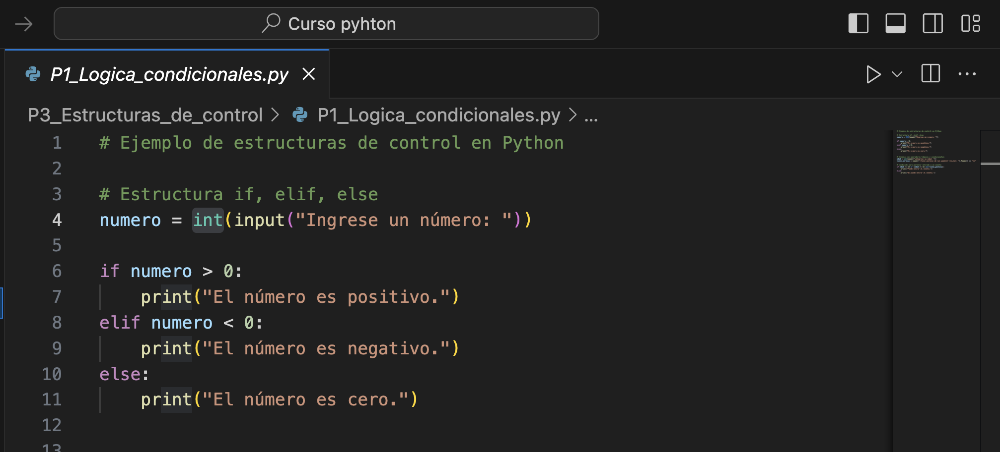 Curso pyhton
P1_Logica_condicionales.py
P3_Estructuras_de_control > P1_Logica_condicionales.py > ...
1 # Ejemplo de estructuras de control en Python
2
3 # Estructura if, elif, else
4 numero = int(input("Ingrese un número: "))
5
6 if numero > 0:
7     print("El número es positivo.")
8 elif numero < 0:
9     print("El número es negativo.")
10 else:
11     print("El número es cero.")
12
13